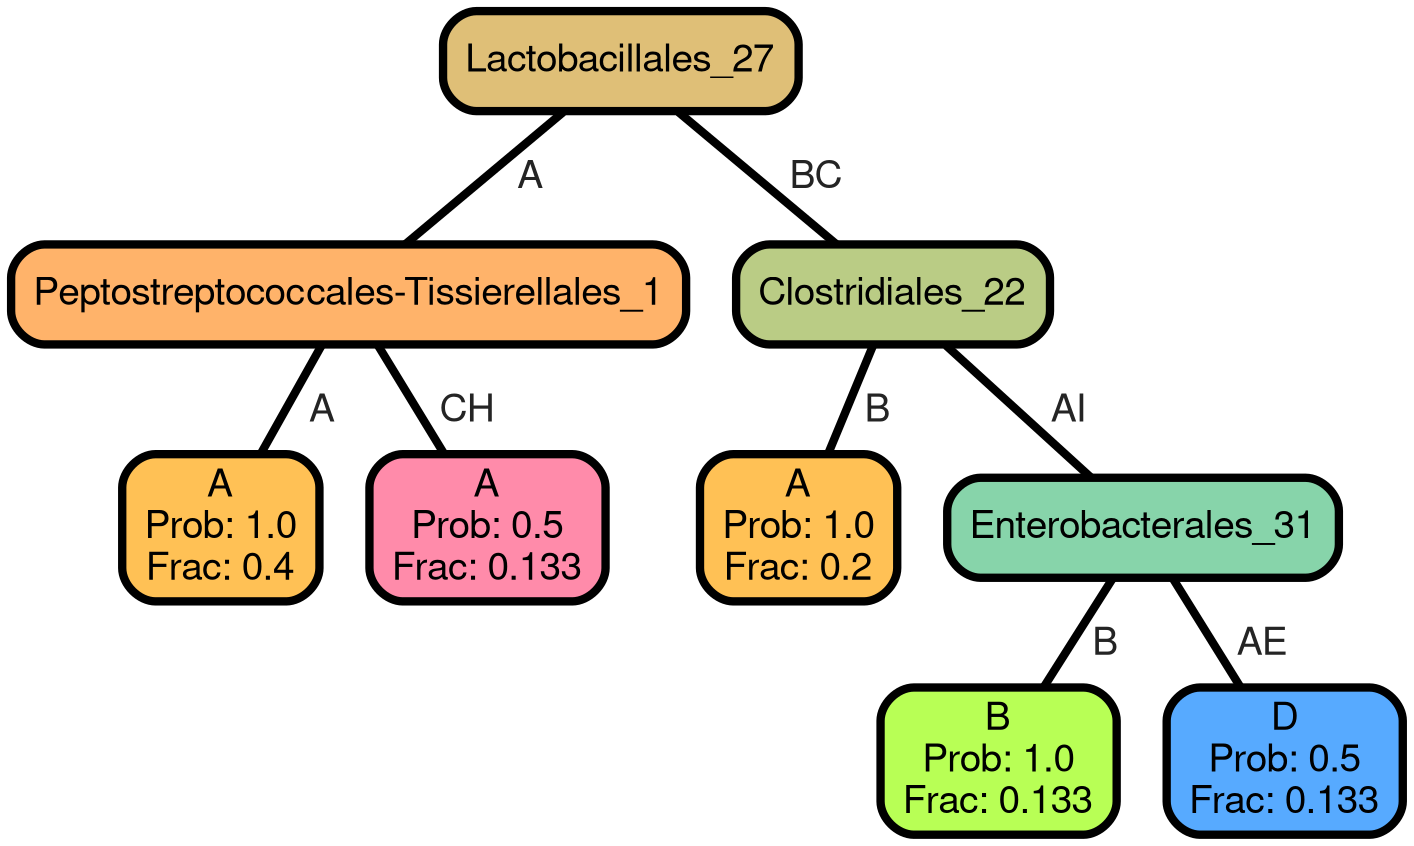 Lactobacillales_27
A
BC
Peptostreptococcales-Tissierellales_1
Clostridiales_22
A
CH
B
AI
A
Prob: 1.0
Frac: 0.4
A
Prob: 0.5
Frac: 0.133
A
Prob: 1.0
Frac: 0.2
Enterobacterales_31
B
AE
B
Prob: 1.0
Frac: 0.133
D
Prob: 0.5
Frac: 0.133